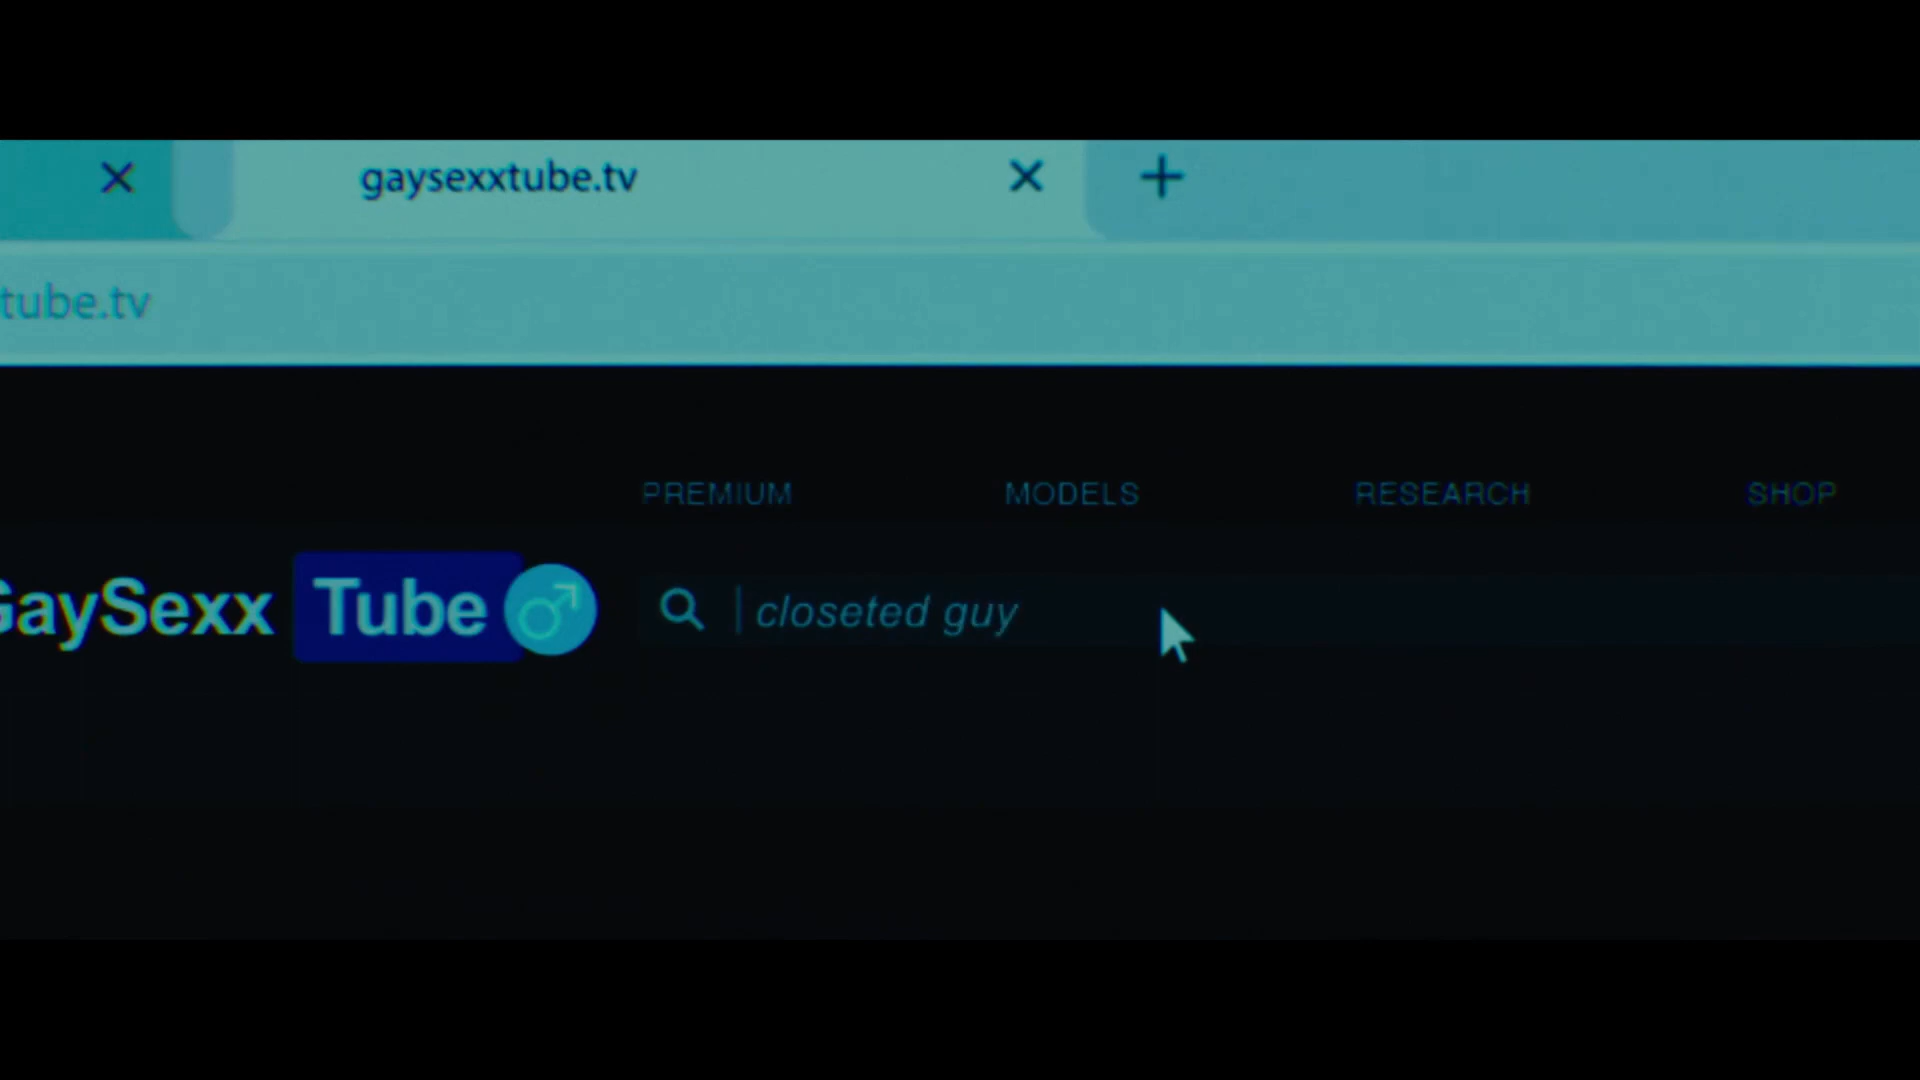 gaysexxtube.tv
tube.tv
PREMIUM MODELS RESEARCH SHOP
GaySexx Tube
closeted guy